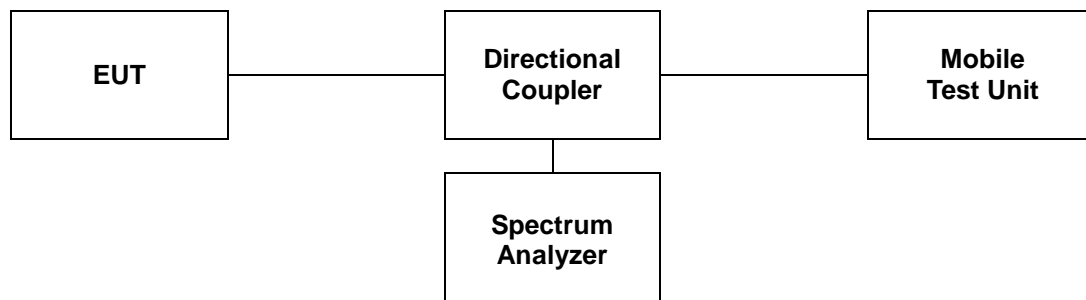 EUT
Directional
Coupler
Mobile
Test Unit
Spectrum
Analyzer